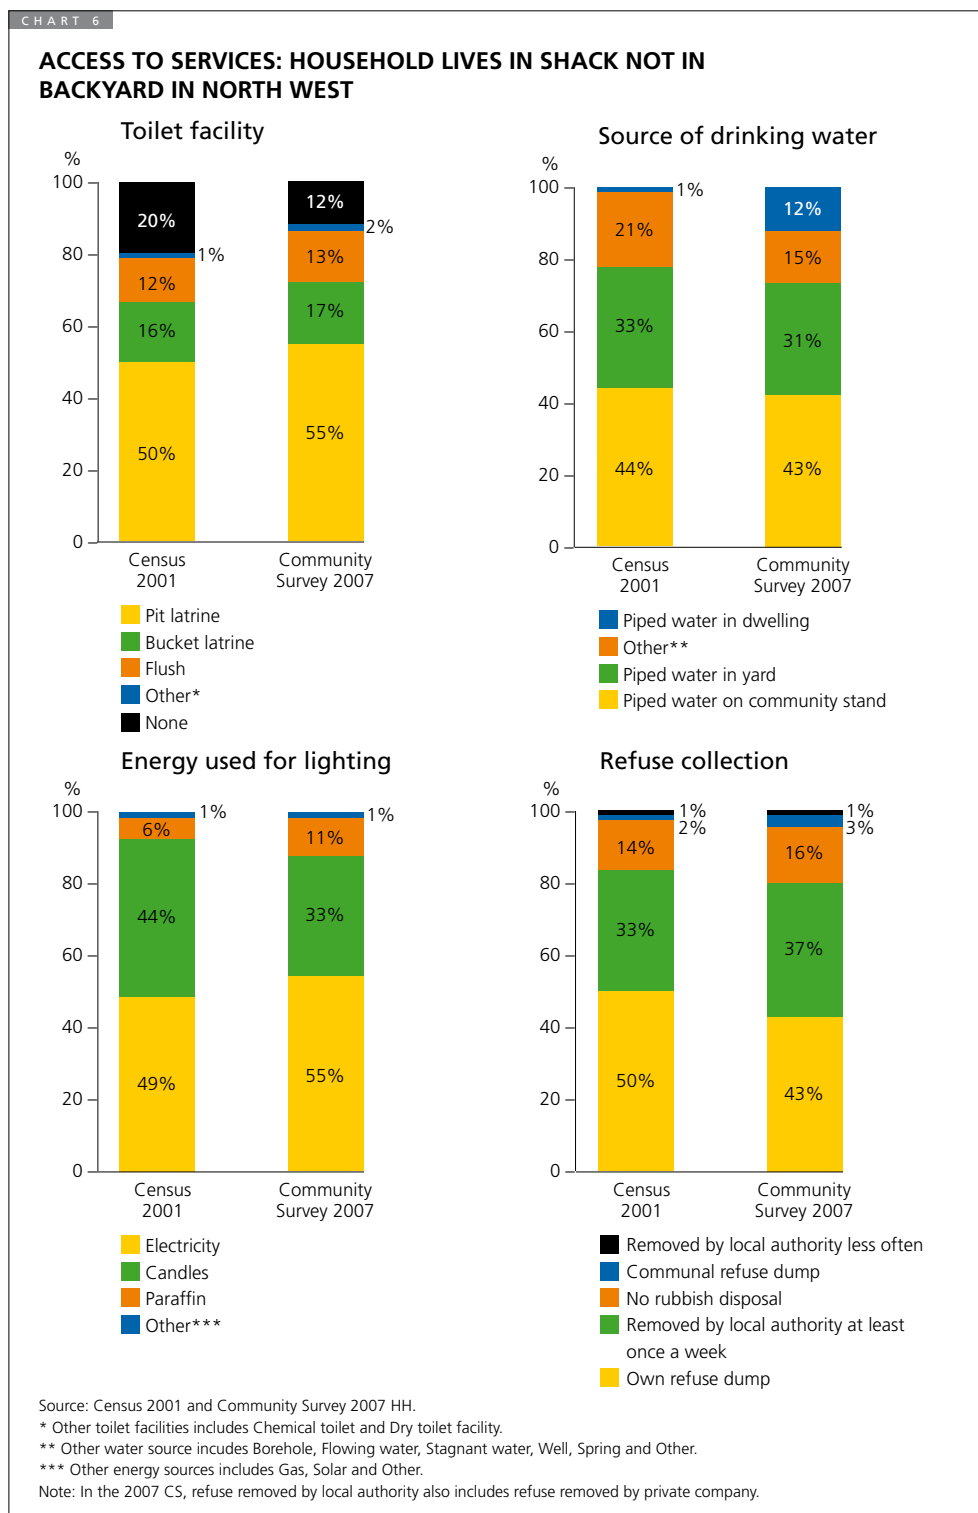 CHART 6
ACCESS TO SERVICES: HOUSEHOLD LIVES IN SHACK NOT IN
BACKYARD IN NORTH WEST
Toilet facility
%
100
80
60
40
20
0
20%
1%
12%
16%
50%
12%
2%
13%
17%
55%
Census
2001
Community
Survey 2007
Pit latrine
Bucket latrine
Flush
Other*
None
Source of drinking water
%
100
80
60
40
20
0
1%
21%
33%
44%
12%
15%
31%
43%
Census
2001
Community
Survey 2007
Piped water in dwelling
Other**
Piped water in yard
Piped water on community stand
Energy used for lighting
%
100
80
60
40
20
0
1%
6%
44%
49%
1%
11%
33%
55%
Census
2001
Community
Survey 2007
Electricity
Candles
Paraffin
Other***
Refuse collection
%
100
80
60
40
20
0
1%
2%
14%
33%
50%
1%
3%
16%
37%
43%
Census
2001
Community
Survey 2007
Removed by local authority less often
Communal refuse dump
No rubbish disposal
Removed by local authority at least
once a week
Own refuse dump
Source: Census 2001 and Community Survey 2007 HH.
* Other toilet facilities includes Chemical toilet and Dry toilet facility.
** Other water source incudes Borehole, Flowing water, Stagnant water, Well, Spring and Other.
*** Other energy sources includes Gas, Solar and Other.
Note: In the 2007 CS, refuse removed by local authority also includes refuse removed by private company.